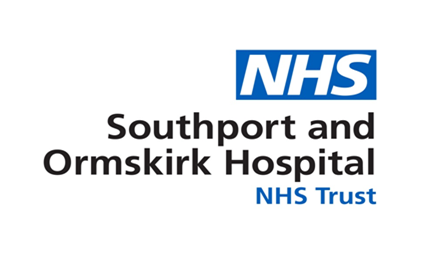 NHS
Southport and
Ormskirk Hospital
NHS Trust